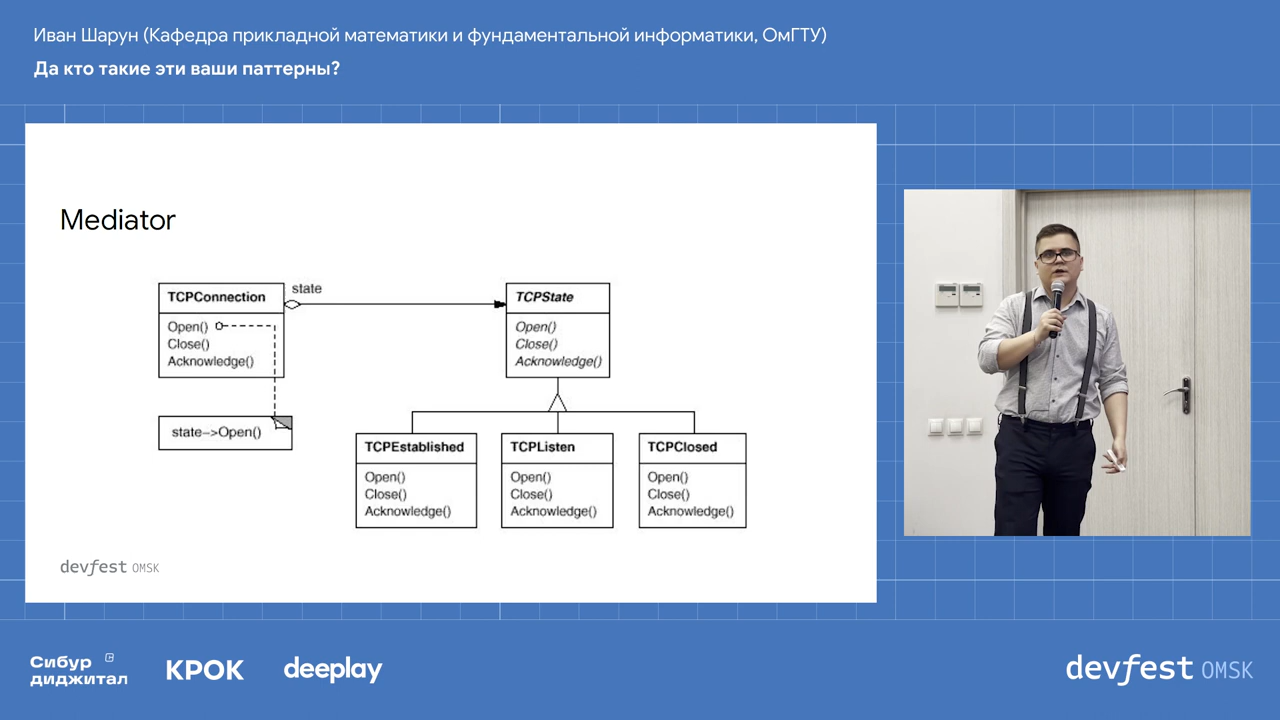 Иван Шарун (Кафедра прикладной математики и фундаментальной информатики, ОмГТУ)
Да кто такие эти ваши паттерны?
Mediator
state
TCPConnection
Open()
Close()
Acknowledge()
TCPState
Open()
Close()
Acknowledge()
state->Open()
TCPEstablished
Open()
Close()
Acknowledge()
TCPListen
Open()
Close()
Acknowledge()
TCPClosed
Open()
Close()
Acknowledge()
devfest OMSK
Сибур
диджитал
КРОК
deeplay
devfest OMSK